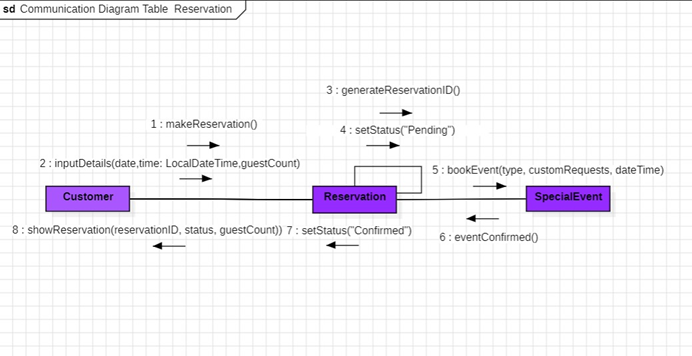 sd Communication Diagram Table Reservation
3 : generateReservationID()
1 : makeReservation()
4 : setStatus("Pending")
2 : inputDetails(date,time: LocalDateTime,guestCount)
5 : bookEvent(type, customRequests, dateTime)
Customer
Reservation
SpecialEvent
8 : showReservation(reservationID, status, guestCount))
7 : setStatus("Confirmed")
6 : eventConfirmed()